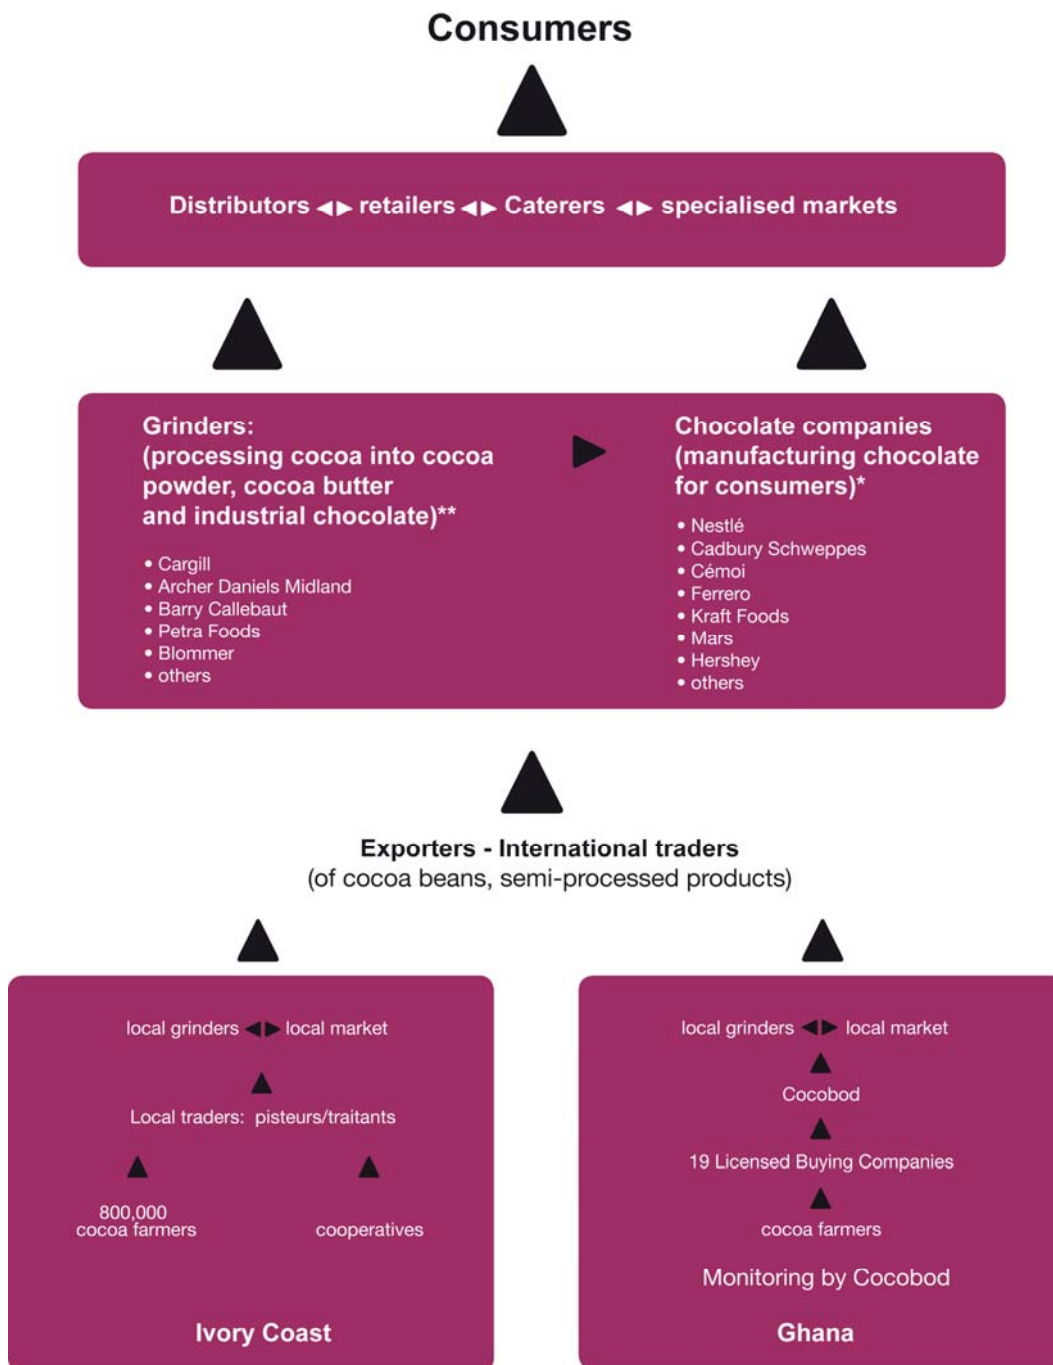 Consumers
Distributors ◄► retailers ◄► Caterers ◄► specialised markets
Grinders:
(processing cocoa into cocoa
powder, cocoa butter
and industrial chocolate)**
• Cargill
• Archer Daniels Midland
• Barry Callebaut
• Petra Foods
• Blommer
• others
Chocolate companies
(manufacturing chocolate
for consumers)*
• Nestlé
• Cadbury Schweppes
• Cémoi
• Ferrero
• Kraft Foods
• Mars
• Hershey
• others
Exporters - International traders
(of cocoa beans, semi-processed products)
local grinders ◄► local market
Local traders: pisteurs/traitants
800,000
cocoa farmers
cooperatives
Ivory Coast
local grinders ◄► local market
Cocobod
19 Licensed Buying Companies
cocoa farmers
Monitoring by Cocobod
Ghana